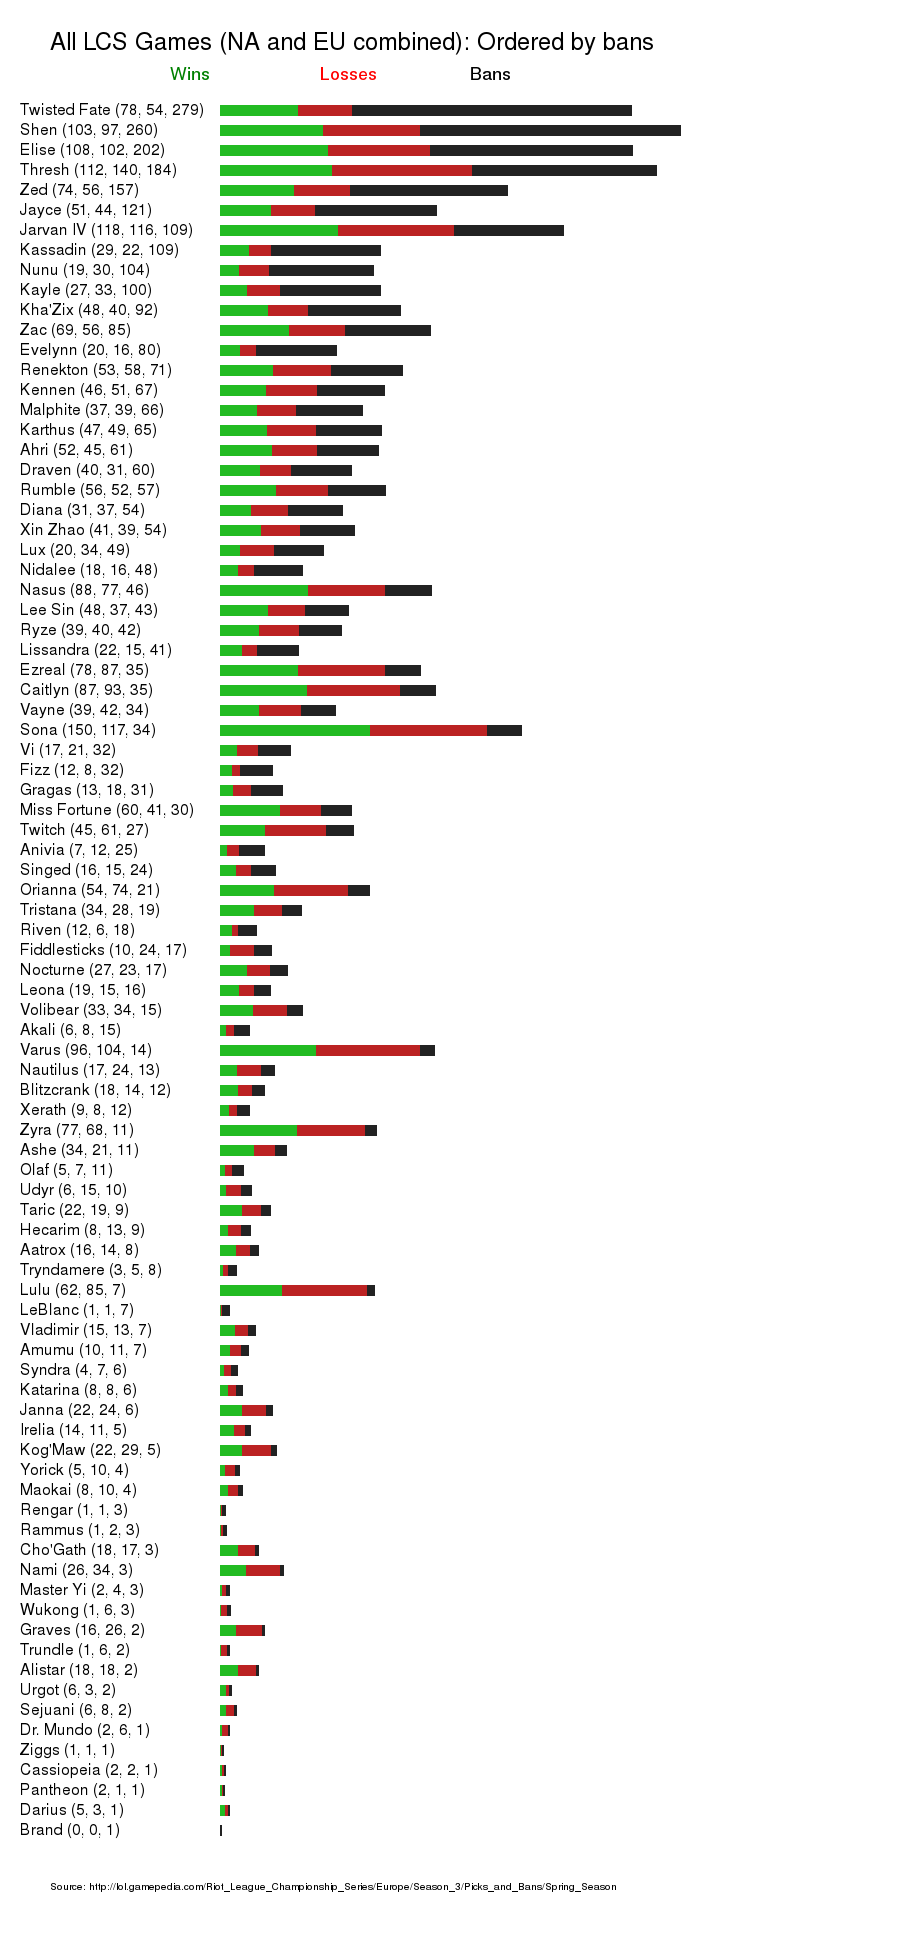 All LCS Games (NA and EU combined): Ordered by bans
Wins Losses Bans
Twisted Fate (78, 54, 279)
Shen (103, 97, 260)
Elise (108, 102, 202)
Thresh (112, 140, 184)
Zed (74, 56, 157)
Jayce (51, 44, 121)
Jarvan IV (118, 116, 109)
Kassadin (29, 22, 109)
Nunu (19, 30, 104)
Kayle (27, 33, 100)
Kha'Zix (48, 40, 92)
Zac (69, 56, 85)
Evelynn (20, 16, 80)
Renekton (53, 58, 71)
Kennen (46, 51, 67)
Malphite (37, 39, 66)
Karthus (47, 49, 65)
Ahri (52, 45, 61)
Draven (40, 31, 60)
Rumble (56, 52, 57)
Diana (31, 37, 54)
Xin Zhao (41, 39, 54)
Lux (20, 34, 49)
Nidalee (18, 16, 48)
Nasus (88, 77, 46)
Lee Sin (48, 37, 43)
Ryze (39, 40, 42)
Lissandra (22, 15, 41)
Ezreal (78, 87, 35)
Caitlyn (87, 93, 35)
Vayne (39, 42, 34)
Sona (150, 117, 34)
Vi (17, 21, 32)
Fizz (12, 8, 32)
Gragas (13, 18, 31)
Miss Fortune (60, 41, 30)
Twitch (45, 61, 27)
Anivia (7, 12, 25)
Singed (16, 15, 24)
Orianna (54, 74, 21)
Tristana (34, 28, 19)
Riven (12, 6, 18)
Fiddlesticks (10, 24, 17)
Nocturne (27, 23, 17)
Leona (19, 15, 16)
Volibear (33, 34, 15)
Akali (6, 8, 15)
Varus (96, 104, 14)
Nautilus (17, 24, 13)
Blitzcrank (18, 14, 12)
Xerath (9, 8, 12)
Zyra (77, 68, 11)
Ashe (34, 21, 11)
Olaf (5, 7, 11)
Udyr (6, 15, 10)
Taric (22, 19, 9)
Hecarim (8, 13, 9)
Aatrox (16, 14, 8)
Tryndamere (3, 5, 8)
Lulu (62, 85, 7)
LeBlanc (1, 1, 7)
Vladimir (15, 13, 7)
Amumu (10, 11, 7)
Syndra (4, 7, 6)
Katarina (8, 8, 6)
Janna (22, 24, 6)
Irelia (14, 11, 5)
Kog'Maw (22, 29, 5)
Yorick (5, 10, 4)
Maokai (8, 10, 4)
Rengar (1, 1, 3)
Rammus (1, 2, 3)
Cho'Gath (18, 17, 3)
Nami (26, 34, 3)
Master Yi (2, 4, 3)
Wukong (1, 6, 3)
Graves (16, 26, 2)
Trundle (1, 6, 2)
Alistar (18, 18, 2)
Urgot (6, 3, 2)
Sejuani (6, 8, 2)
Dr. Mundo (2, 6, 1)
Ziggs (1, 1, 1)
Cassiopeia (2, 2, 1)
Pantheon (2, 1, 1)
Darius (5, 3, 1)
Brand (0, 0, 1)
Source: http://lol.gamepedia.com/Riot_League_Championship_Series/Europe/Season_3/Picks_and_Bans/Spring_Season